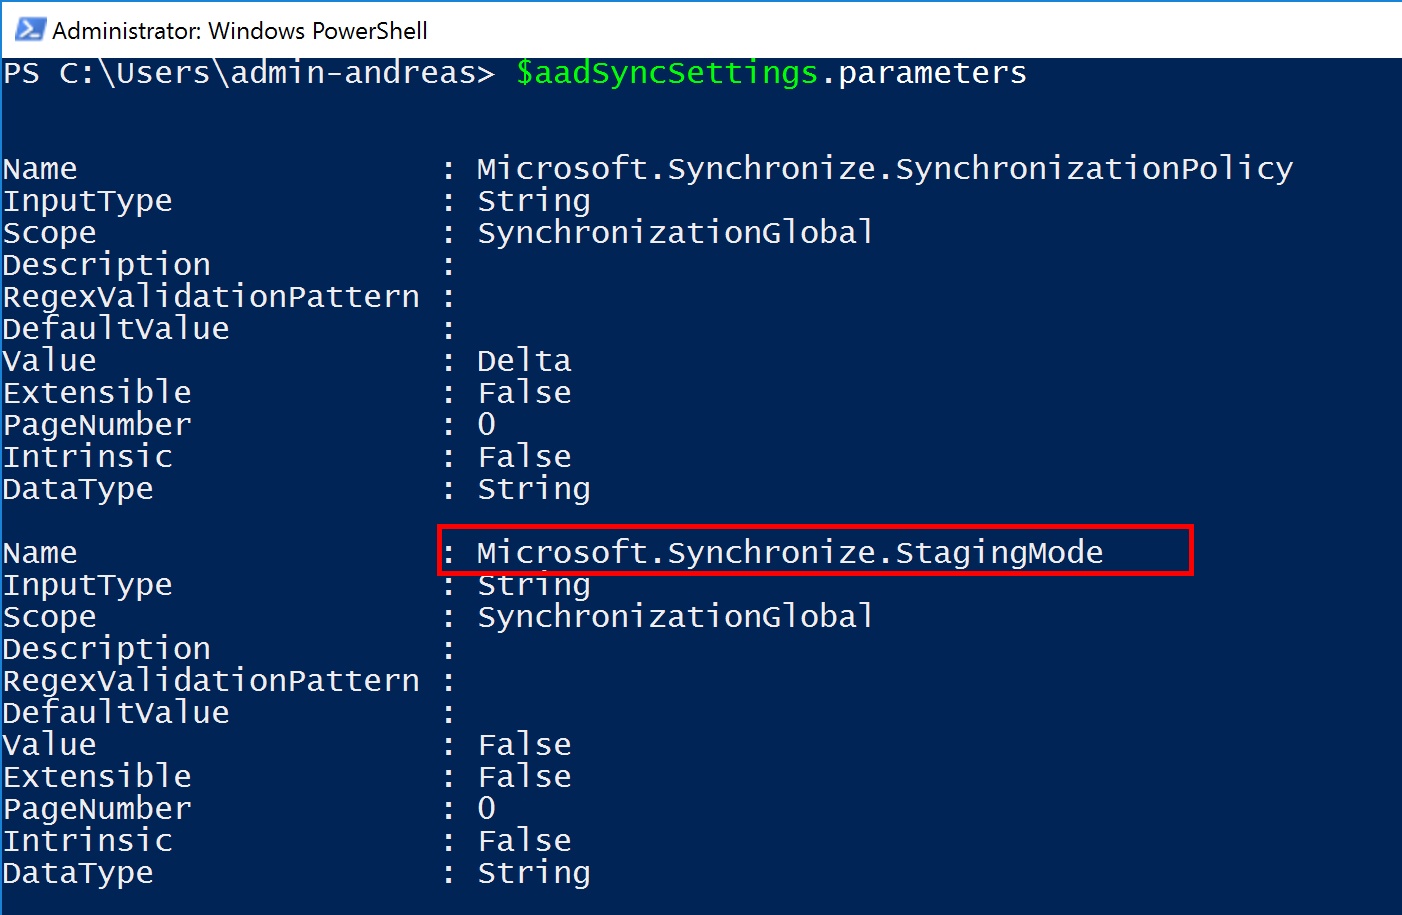 Administrator: Windows PowerShell
PS C:\Users\admin-andreas> $aadSyncSettings.parameters
Name : Microsoft.Synchronize.SynchronizationPolicy
InputType : String
Scope : SynchronizationGlobal
Description :
RegexValidationPattern :
DefaultValue :
Value : Delta
Extensible : False
PageNumber : 0
Intrinsic : False
DataType : String
Name : Microsoft.Synchronize.StagingMode
InputType : String
Scope : SynchronizationGlobal
Description :
RegexValidationPattern :
DefaultValue :
Value : False
Extensible : False
PageNumber : 0
Intrinsic : False
DataType : String